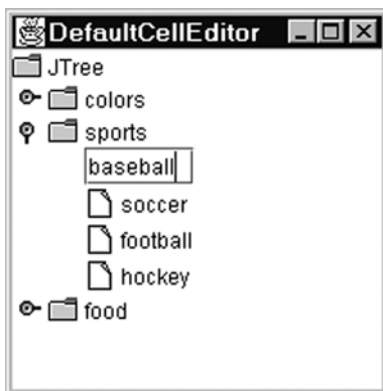 DefaultCellEditor
JTree
colors
sports
baseball
soccer
football
hockey
food